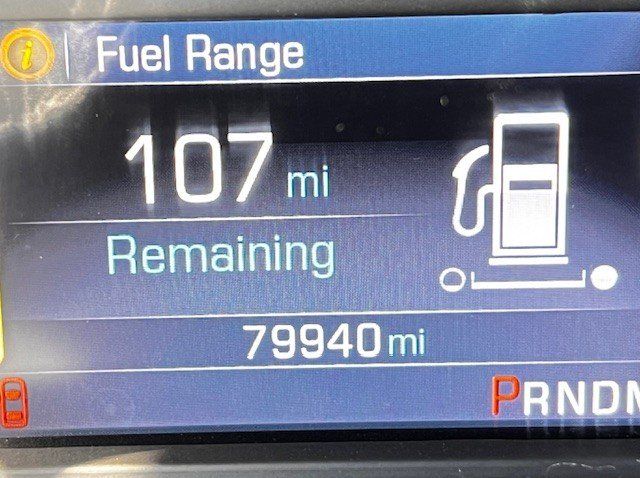 i Fuel Range
107 mi
Remaining
79940 mi
PRNDM